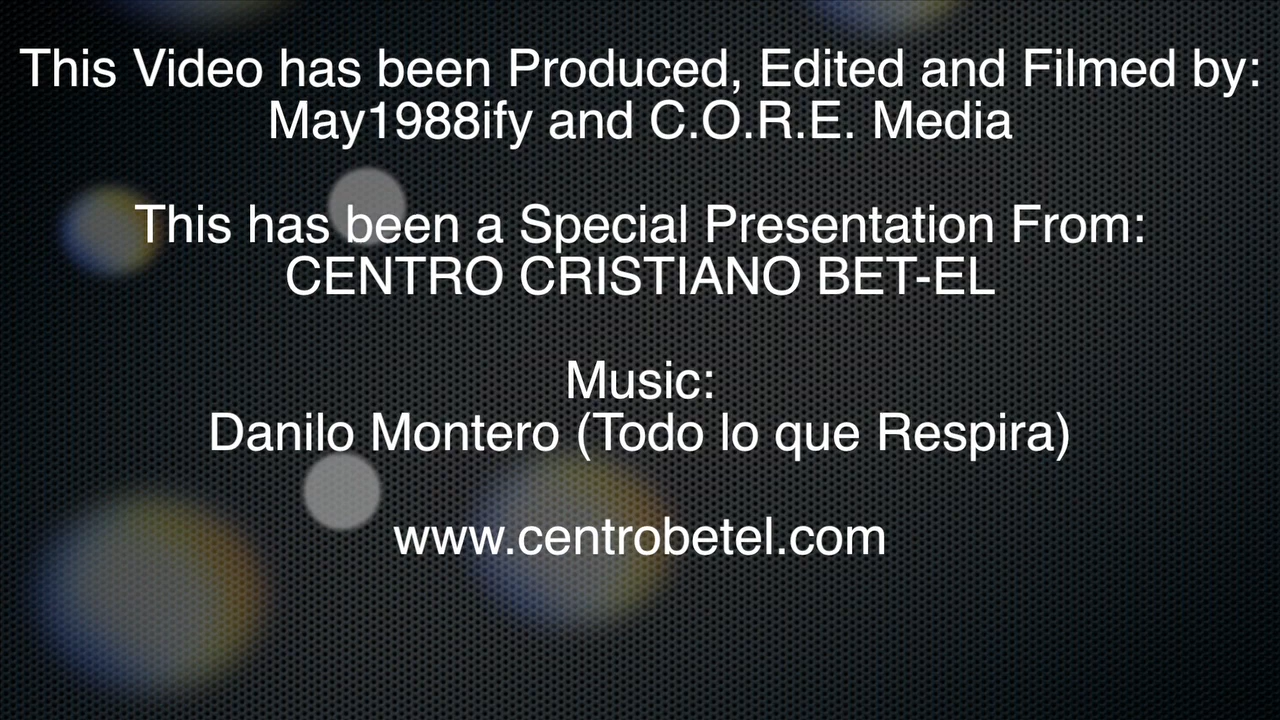 This Video has been Produced, Edited and Filmed by:
May1988ify and C.O.R.E. Media
This has been a Special Presentation From:
CENTRO CRISTIANO BET-EL
Music:
Danilo Montero (Todo lo que Respira)
www.centrobetel.com